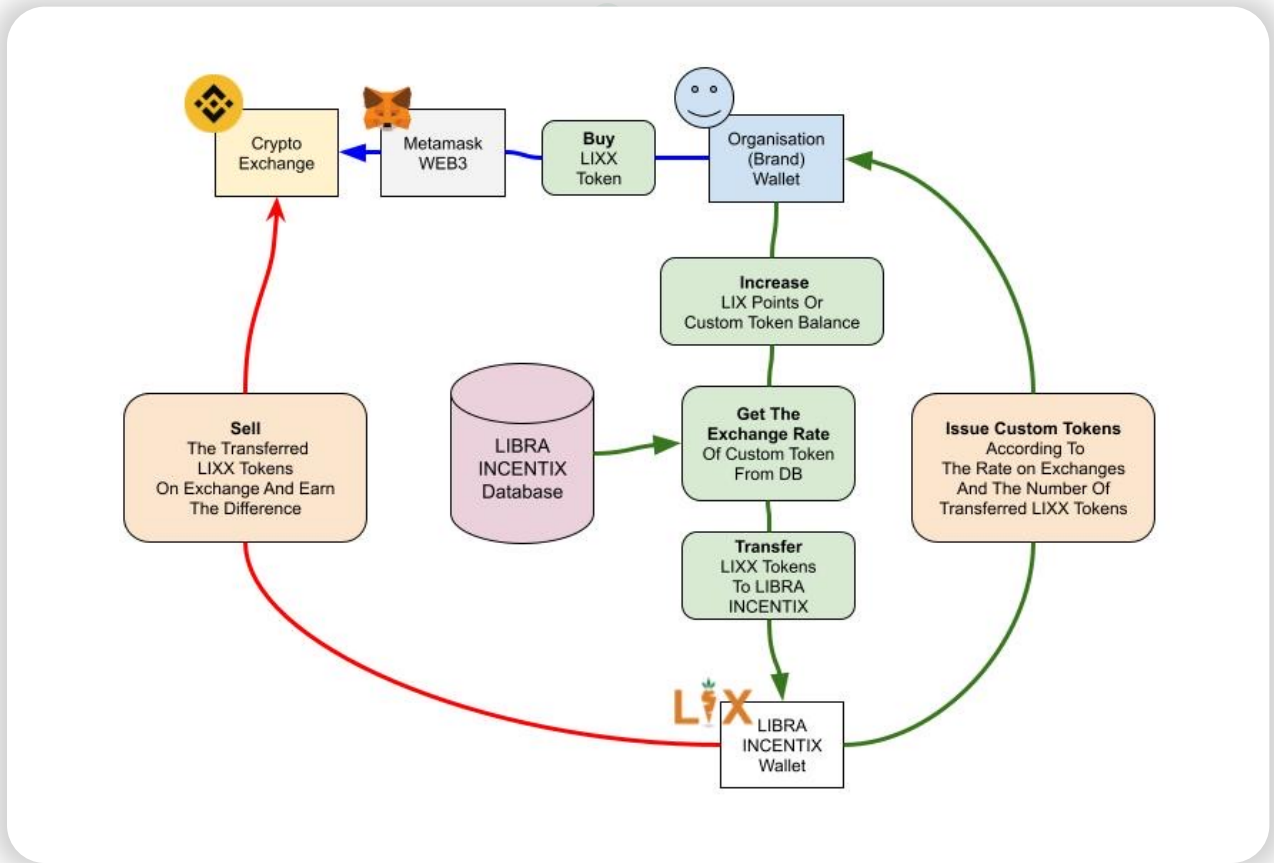 Crypto
Exchange
Metamask
WEB3
Buy
LIXX
Token
Organisation
(Brand)
Wallet
Increase
LIX Points Or
Custom Token Balance
LIBRA
INCENTIX
Database
Get The
Exchange Rate
Of Custom Token
From DB
Sell
The Transferred
LIXX Tokens
On Exchange And Earn
The Difference
Issue Custom Tokens
According To
The Rate on Exchanges
And The Number Of
Transferred LIXX Tokens
Transfer
LIXX Tokens
To LIBRA
INCENTIX
LIX
LIBRA
INCENTIX
Wallet